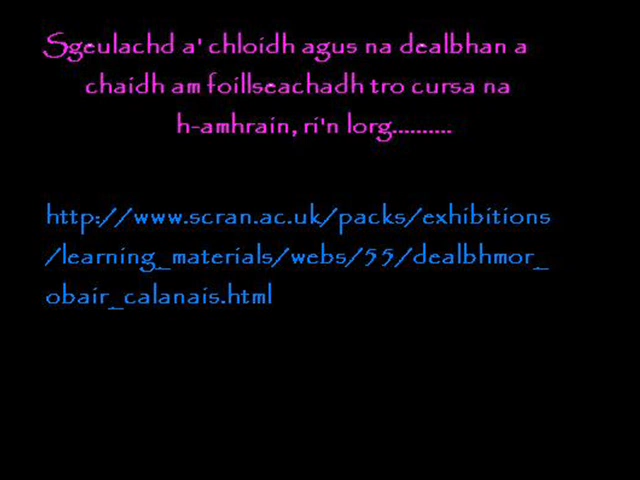 Sgeulachd a' chloidh agus na dealbhan a
chaidh am foillseachadh tro cursa na
h-amhrain, ri'n lorg..........
http://www.scran.ac.uk/packs/exhibitions
/learning_materials/webs/55/dealbhmor_
obair_calanais.html